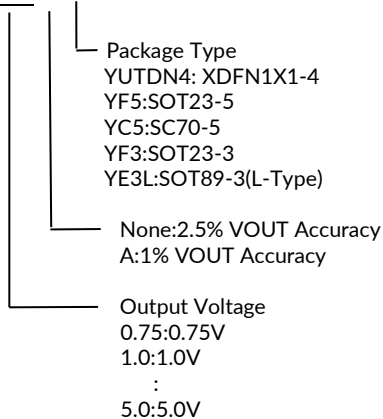 Package Type
YUTDN4: XDFN1X1-4
YF5:SOT23-5
YC5:SC70-5
YF3:SOT23-3
YE3L:SOT89-3(L-Type)
None:2.5% VOUT Accuracy
A:1% VOUT Accuracy
Output Voltage
0.75:0.75V
1.0:1.0V
:
5.0:5.0V